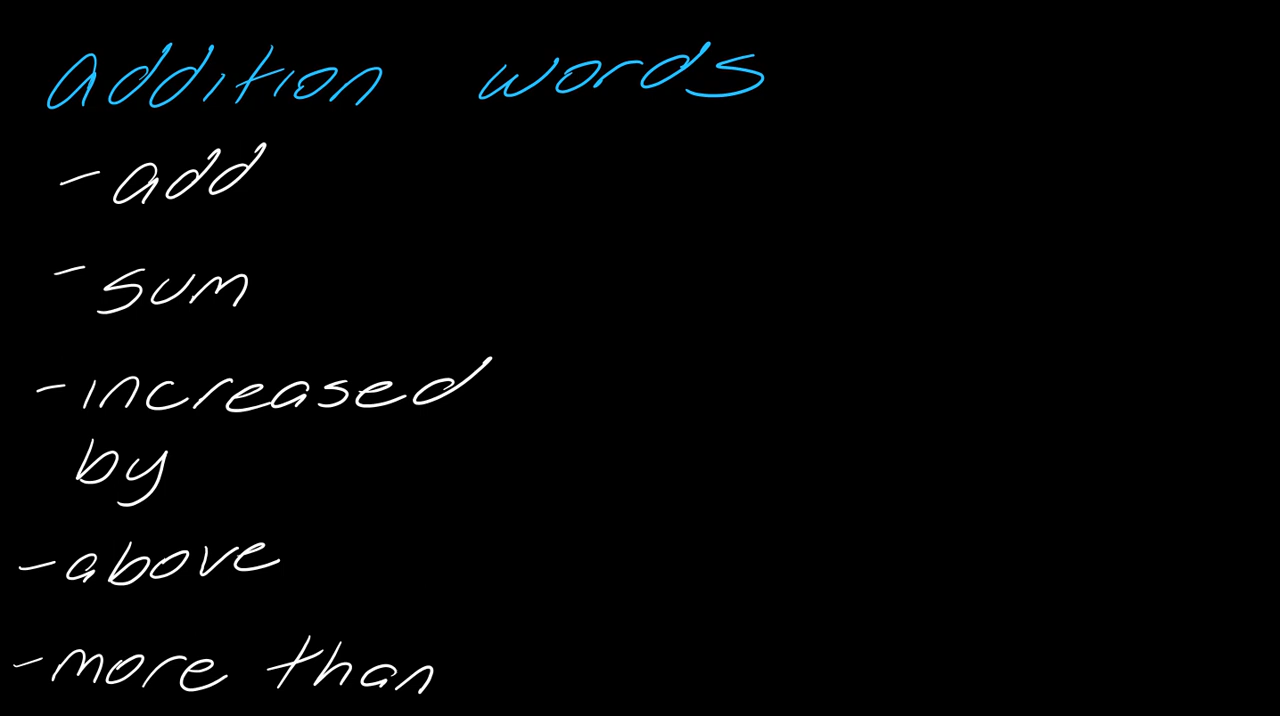 addition words
- add
- sum
- increased
by
- above
- more than